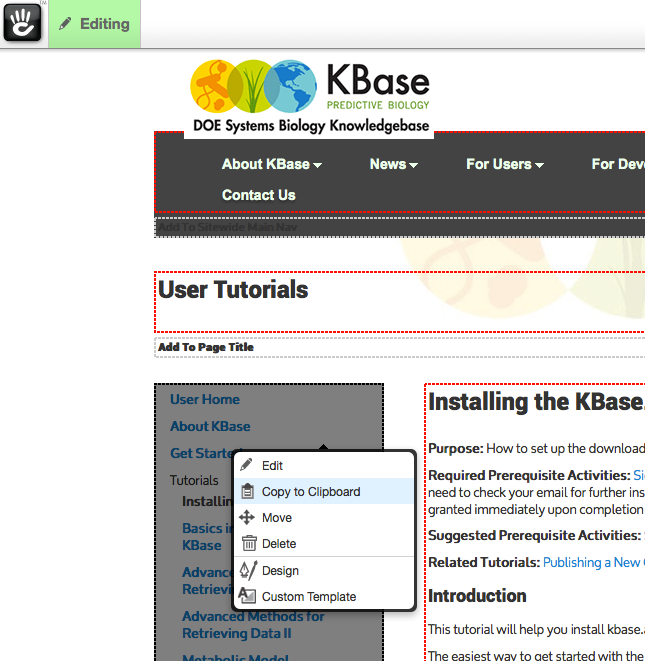 TM
Editing
KBase
PREDICTIVE BIOLOGY
DOE Systems Biology Knowledgebase
About KBase
News
For Users
For Deve
Contact Us
Add To Sitewide Main Nav
User Tutorials
Add To Page Title
User Home
About KBase
Get Starte
Tutorials
Installin
Basics in
KBase
Advance
Retrievin
Advanced Methods for
Retrieving Data II
Metabolic Model
Edit
Copy to Clipboard
Move
Delete
Design
Custom Template
Installing the KBase.
Purpose: How to set up the download
Required Prerequisite Activities: Si
need to check your email for further ins
granted immediately upon completion
Suggested Prerequisite Activities: S
Related Tutorials: Publishing a New
Introduction
This tutorial will help you install kbase.
The easiest way to get started with the